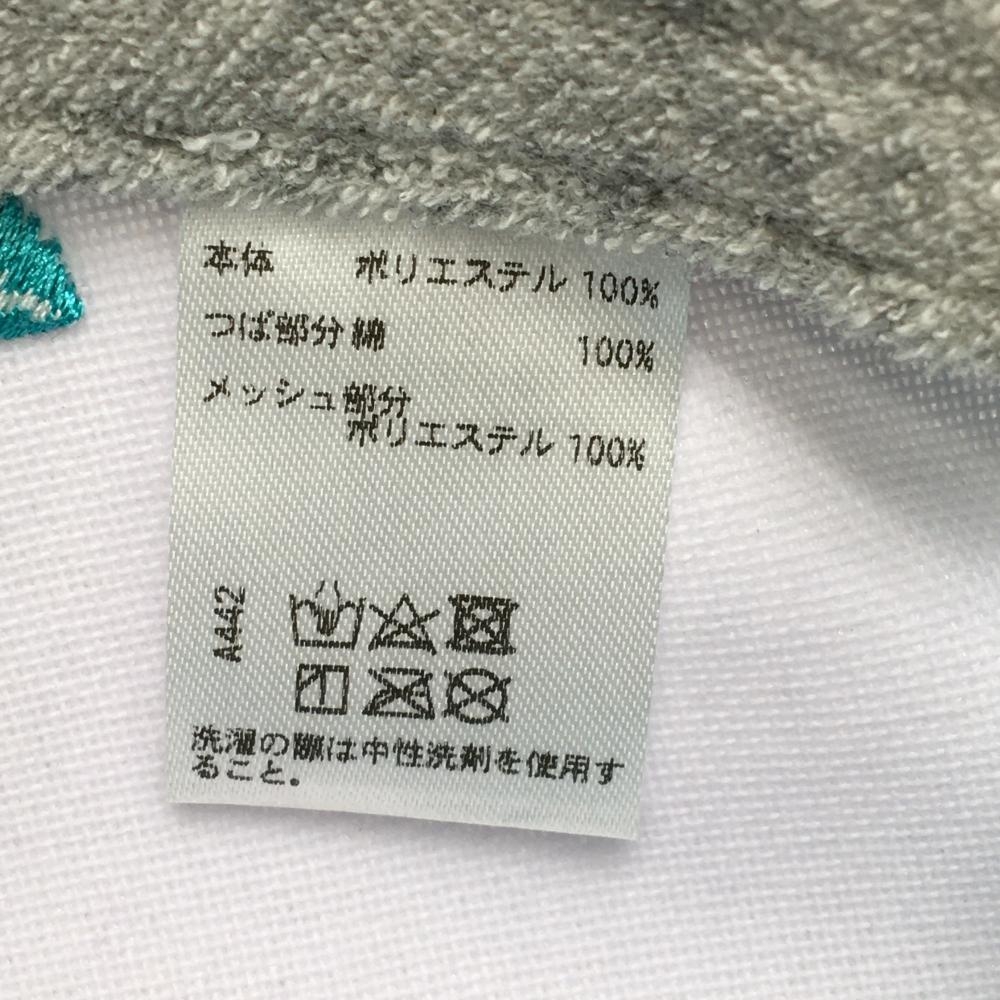 本体 ポリエステル 100%
つば部分 綿 100%
メッシュ部分
ポリエステル 100%
A442
洗濯の際は中性洗剤を使用す
ること。